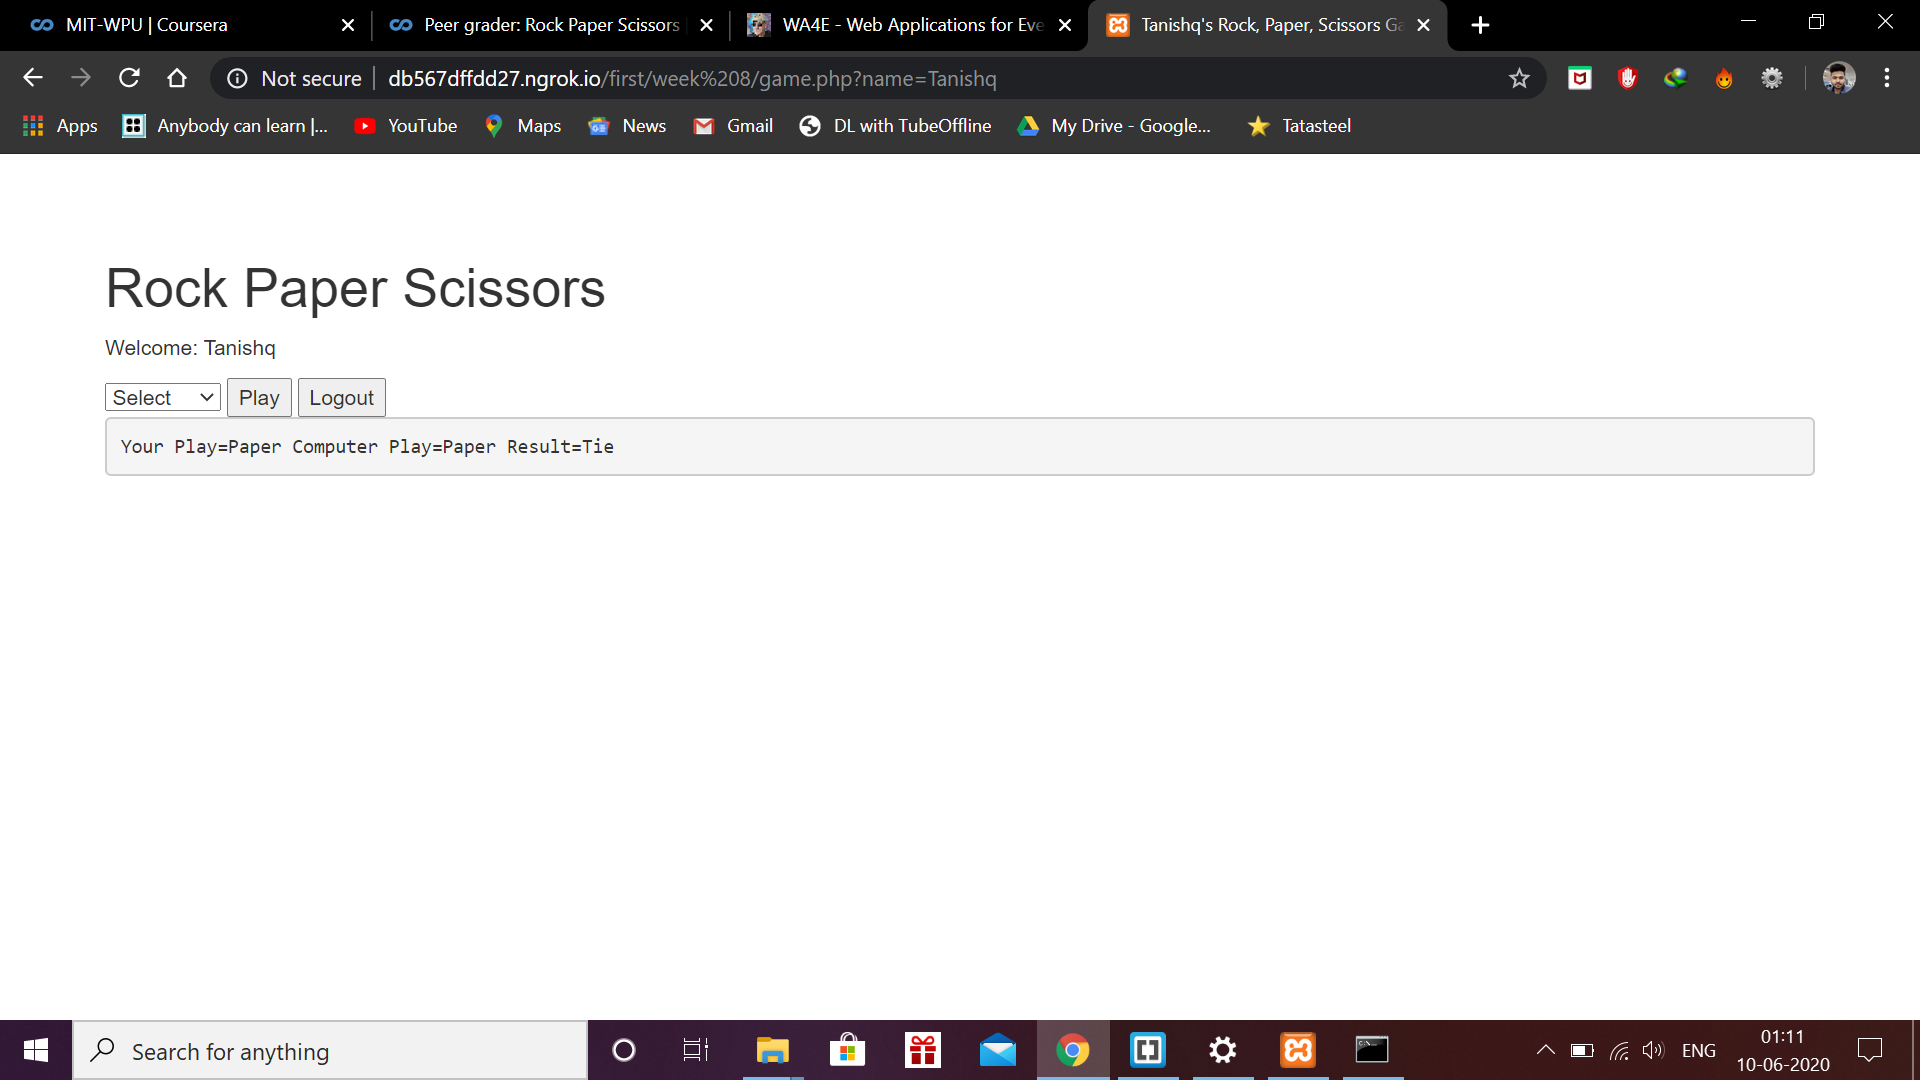 MIT-WPU | Coursera
Peer grader: Rock Paper Scissors
WA4E - Web Applications for Eve
Tanishq's Rock, Paper, Scissors Ga
Not secure
db567dffdd27.ngrok.io/first/week%208/game.php?name=Tanishq
Apps
Anybody can learn |...
YouTube
Maps
News
Gmail
DL with TubeOffline
My Drive - Google...
Tatasteel
Rock Paper Scissors
Welcome: Tanishq
Select
Play
Logout
Your Play=Paper Computer Play=Paper Result=Tie
Search for anything
ENG
01:11
10-06-2020